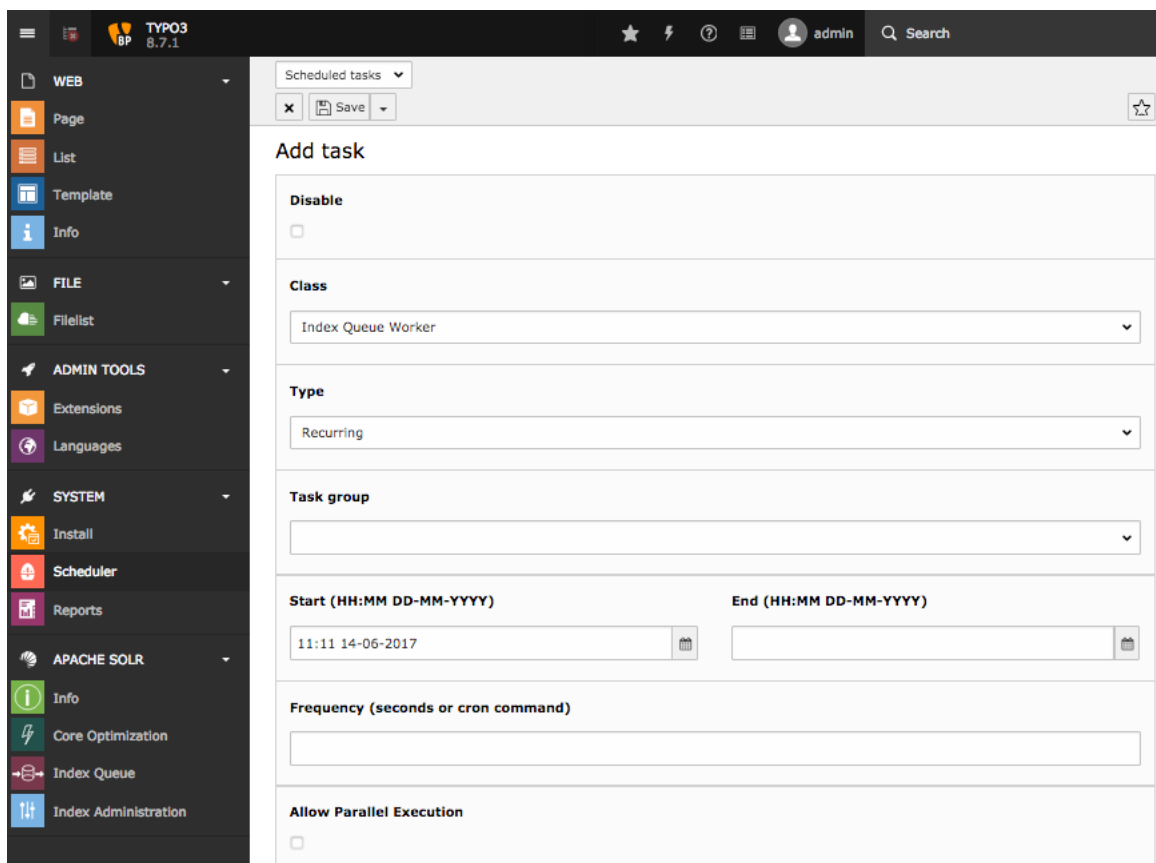 TYPO3
BP 8.7.1
admin
Search
WEB
Page
List
Template
Info
FILE
Filelist
ADMIN TOOLS
Extensions
Languages
SYSTEM
Install
Scheduler
Reports
APACHE SOLR
Info
Core Optimization
Index Queue
Index Administration
Scheduled tasks
Save
Add task
Disable
Class
Index Queue Worker
Type
Recurring
Task group
Start (HH:MM DD-MM-YYYY) End (HH:MM DD-MM-YYYY)
11:11 14-06-2017
Frequency (seconds or cron command)
Allow Parallel Execution